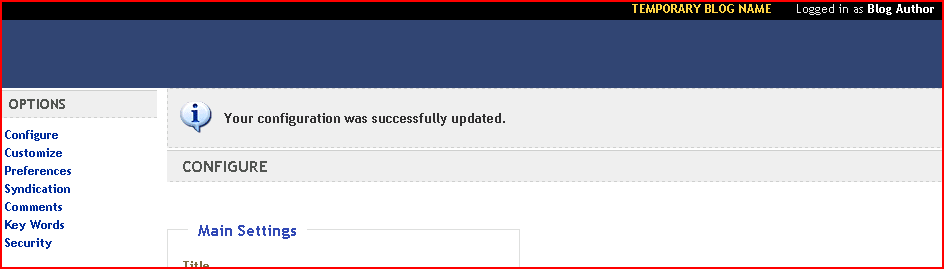 TEMPORARY BLOG NAME Logged in as Blog Author
OPTIONS
Configure
Customize
Preferences
Syndication
Comments
Key Words
Security
Your configuration was successfully updated.
CONFIGURE
Main Settings
Title